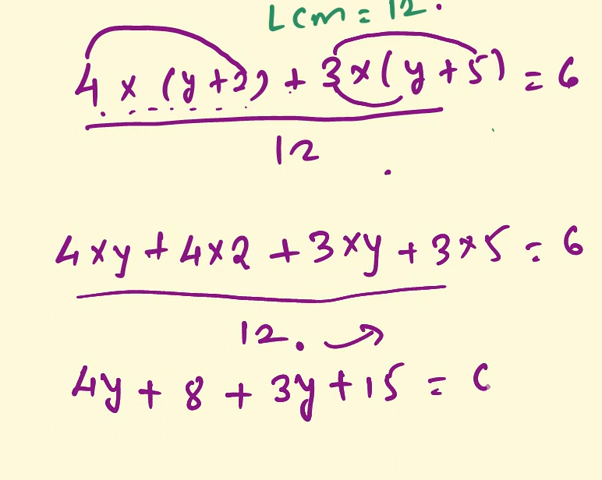 LCM = 12.
4 × (y+2) + 3×(y+5) = 6
12
4×y + 4×2 + 3×y + 3×5 = 6
12.
4y + 8 + 3y + 15 =